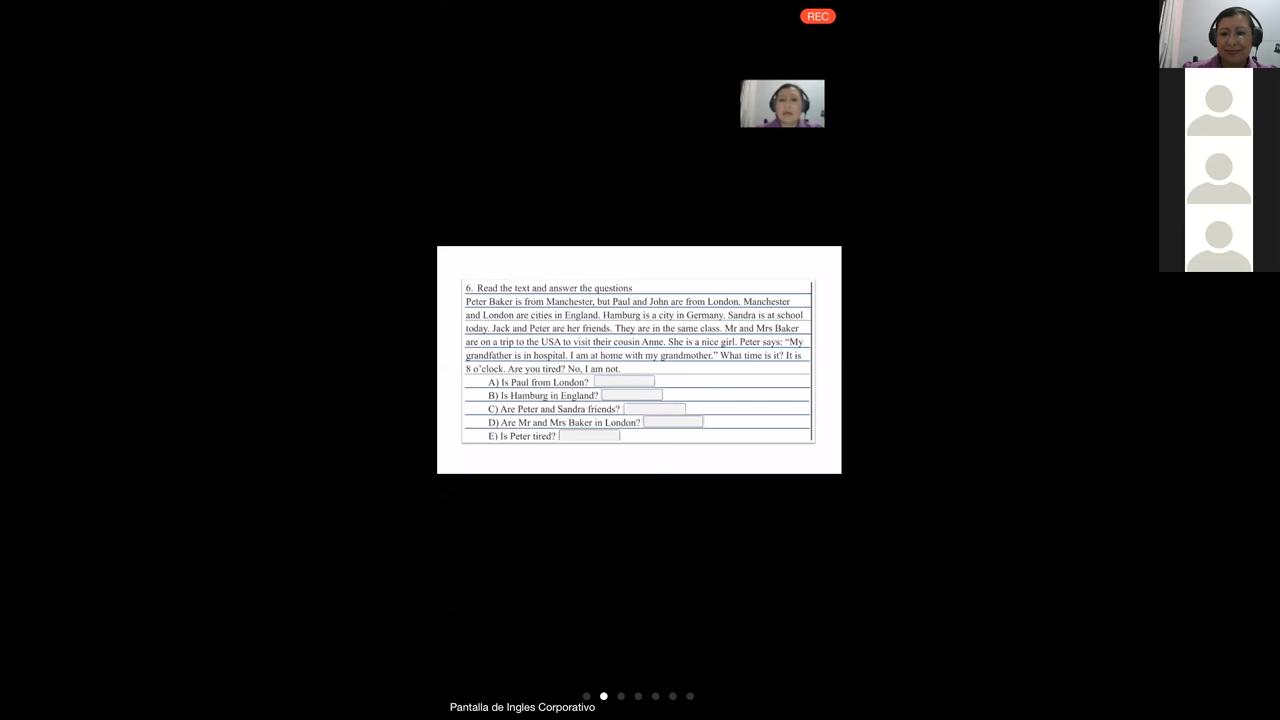 REC
6. Read the text and answer the questions
Peter Baker is from Manchester, but Paul and John are from London. Manchester
and London are cities in England. Hamburg is a city in Germany. Sandra is at school
today. Jack and Peter are her friends. They are in the same class. Mr and Mrs Baker
are on a trip to the USA to visit their cousin Anne. She is a nice girl. Peter says: “My
grandfather is in hospital. I am at home with my grandmother.” What time is it? It is
8 o’clock. Are you tired? No, I am not.
A) Is Paul from London?
B) Is Hamburg in England?
C) Are Peter and Sandra friends?
D) Are Mr and Mrs Baker in London?
E) Is Peter tired?
Pantalla de Ingles Corporativo